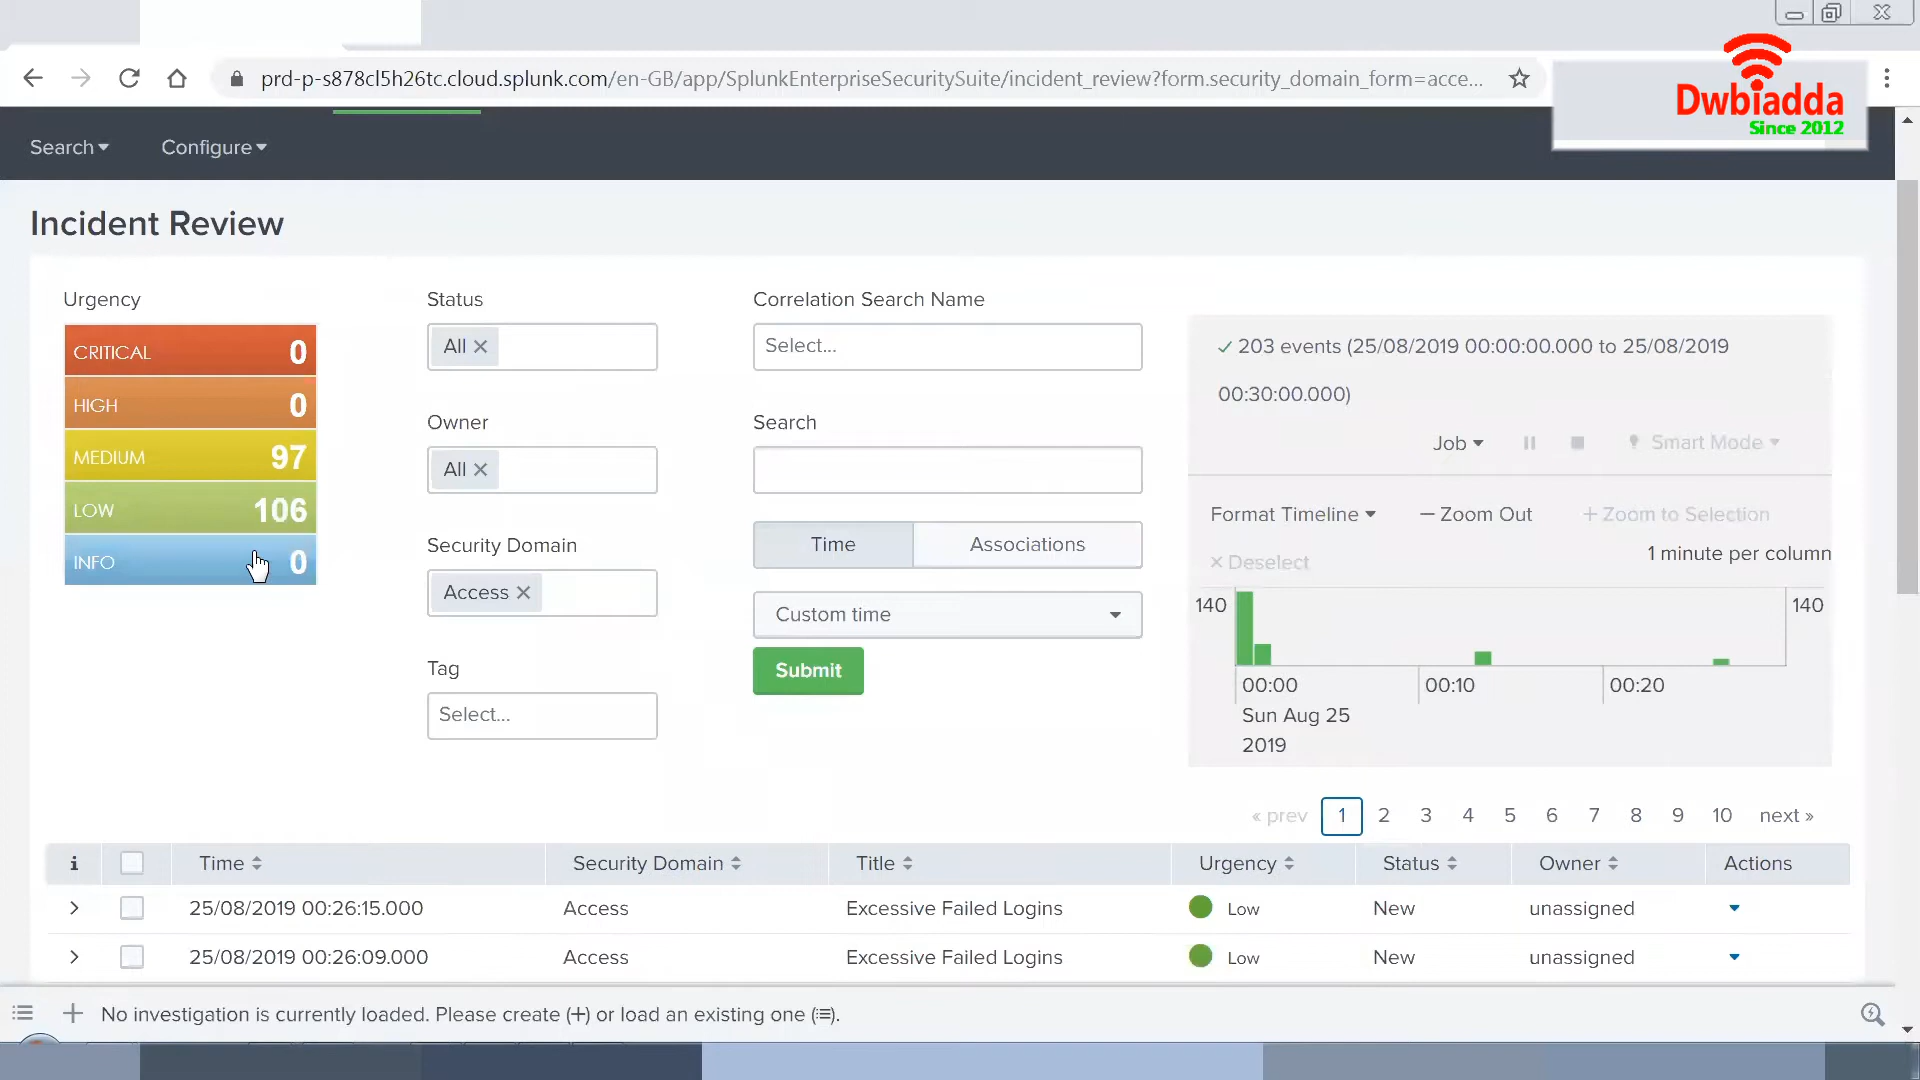 prd-p-s878cl5h26tc.cloud.splunk.com/en-GB/app/SplunkEnterpriseSecuritySuite/incident_review?form.security_domain_form=acce...
Dwbiadda
Since 2012
Search
Configure
Incident Review
Urgency
CRITICAL 0
HIGH 0
MEDIUM 97
LOW 106
INFO 0
Status
All ×
Owner
All ×
Security Domain
Access ×
Tag
Select...
Correlation Search Name
Select...
Search
Time
Associations
Custom time
Submit
✓ 203 events (25/08/2019 00:00:00.000 to 25/08/2019
00:30:00.000)
Job
Smart Mode
Format Timeline
— Zoom Out
+ Zoom to Selection
× Deselect
1 minute per column
140
140
00:00
00:10
00:20
Sun Aug 25
2019
« prev 1 2 3 4 5 6 7 8 9 10 next »
i Time Security Domain Title Urgency Status Owner Actions
25/08/2019 00:26:15.000 Access Excessive Failed Logins Low New unassigned
25/08/2019 00:26:09.000 Access Excessive Failed Logins Low New unassigned
No investigation is currently loaded. Please create (+) or load an existing one (≔).